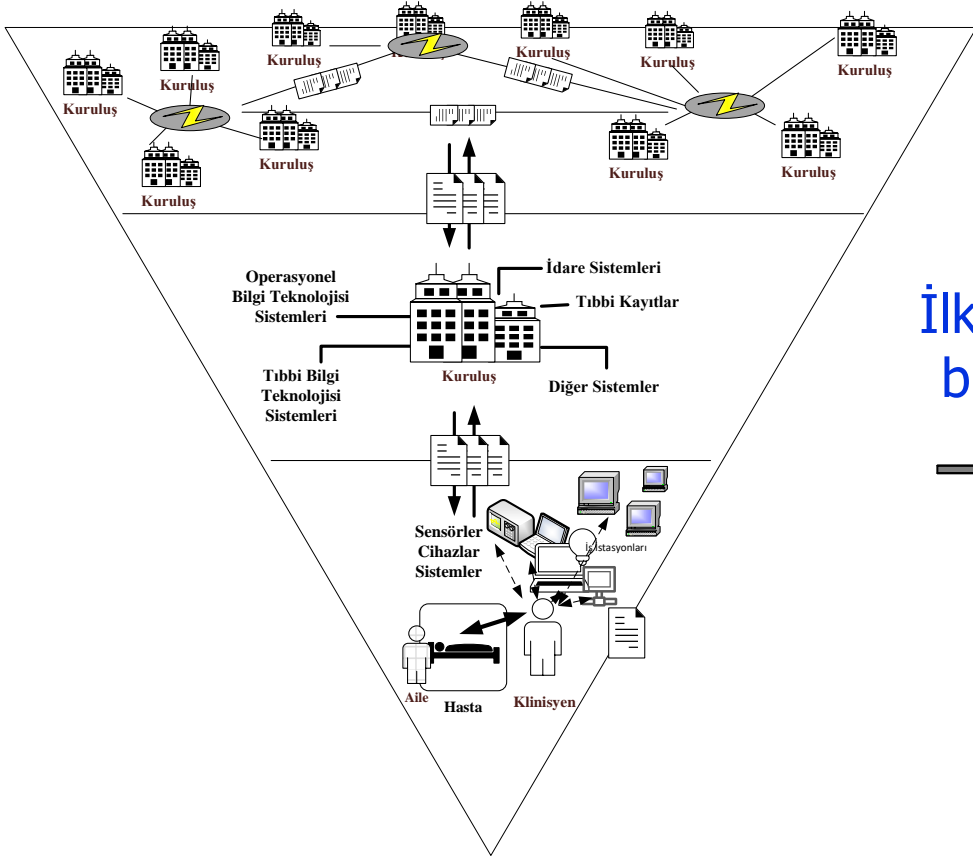 Kuruluş
Kuruluş
Kuruluş
Kuruluş
Kuruluş
Kuruluş
Kuruluş
Kuruluş
Kuruluş
Kuruluş
Kuruluş
Operasyonel
Bilgi Teknolojisi
Sistemleri
İdare Sistemleri
Tıbbi Kayıtlar
Tıbbi Bilgi
Teknolojisi
Sistemleri
Kuruluş
Diğer Sistemler
İlk
b
Sensörler
Cihazlar
Sistemler
İş İstasyonları
Aile
Hasta
Klinisyen